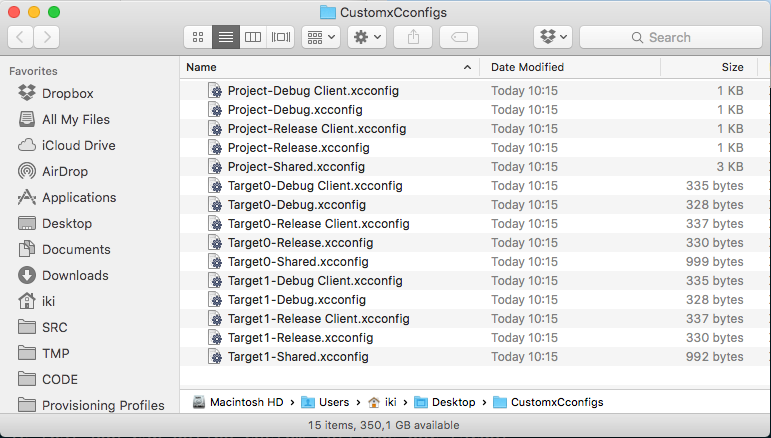 CustomxCconfigs
Search
Favorites
Dropbox
All My Files
iCloud Drive
AirDrop
Applications
Desktop
Documents
Downloads
iki
SRC
TMP
CODE
Provisioning Profiles
Name Date Modified Size
Project-Debug Client.xcconfig Today 10:15 1 KB
Project-Debug.xcconfig Today 10:15 1 KB
Project-Release Client.xcconfig Today 10:15 1 KB
Project-Release.xcconfig Today 10:15 1 KB
Project-Shared.xcconfig Today 10:15 3 KB
Target0-Debug Client.xcconfig Today 10:15 335 bytes
Target0-Debug.xcconfig Today 10:15 328 bytes
Target0-Release Client.xcconfig Today 10:15 337 bytes
Target0-Release.xcconfig Today 10:15 330 bytes
Target0-Shared.xcconfig Today 10:15 999 bytes
Target1-Debug Client.xcconfig Today 10:15 335 bytes
Target1-Debug.xcconfig Today 10:15 328 bytes
Target1-Release Client.xcconfig Today 10:15 337 bytes
Target1-Release.xcconfig Today 10:15 330 bytes
Target1-Shared.xcconfig Today 10:15 992 bytes
Macintosh HD › Users › iki › Desktop › CustomxCconfigs
15 items, 350,1 GB available